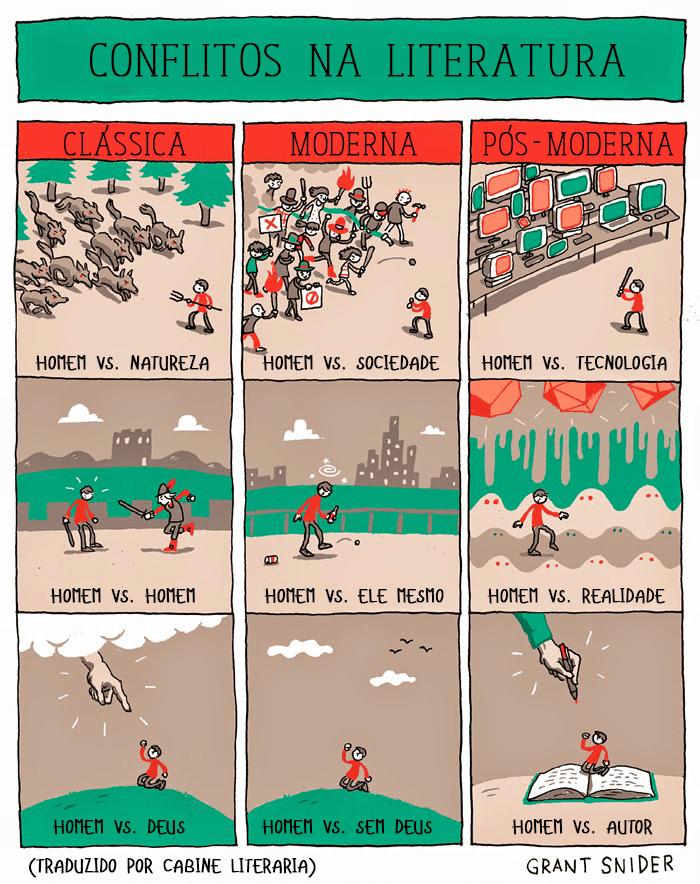 CONFLITOS NA LITERATURA
CLÁSSICA
MODERNA
PÓS-MODERNA
HOMEM VS. NATUREZA
HOMEM VS. SOCIEDADE
HOMEM VS. TECNOLOGIA
HOMEM VS. HOMEM
HOMEM VS. ELE MESMO
HOMEM VS. REALIDADE
HOMEM VS. DEUS
HOMEM VS. SEM DEUS
HOMEM VS. AUTOR
(TRADUZIDO POR CABINE LITERARIA)
GRANT SNIDER